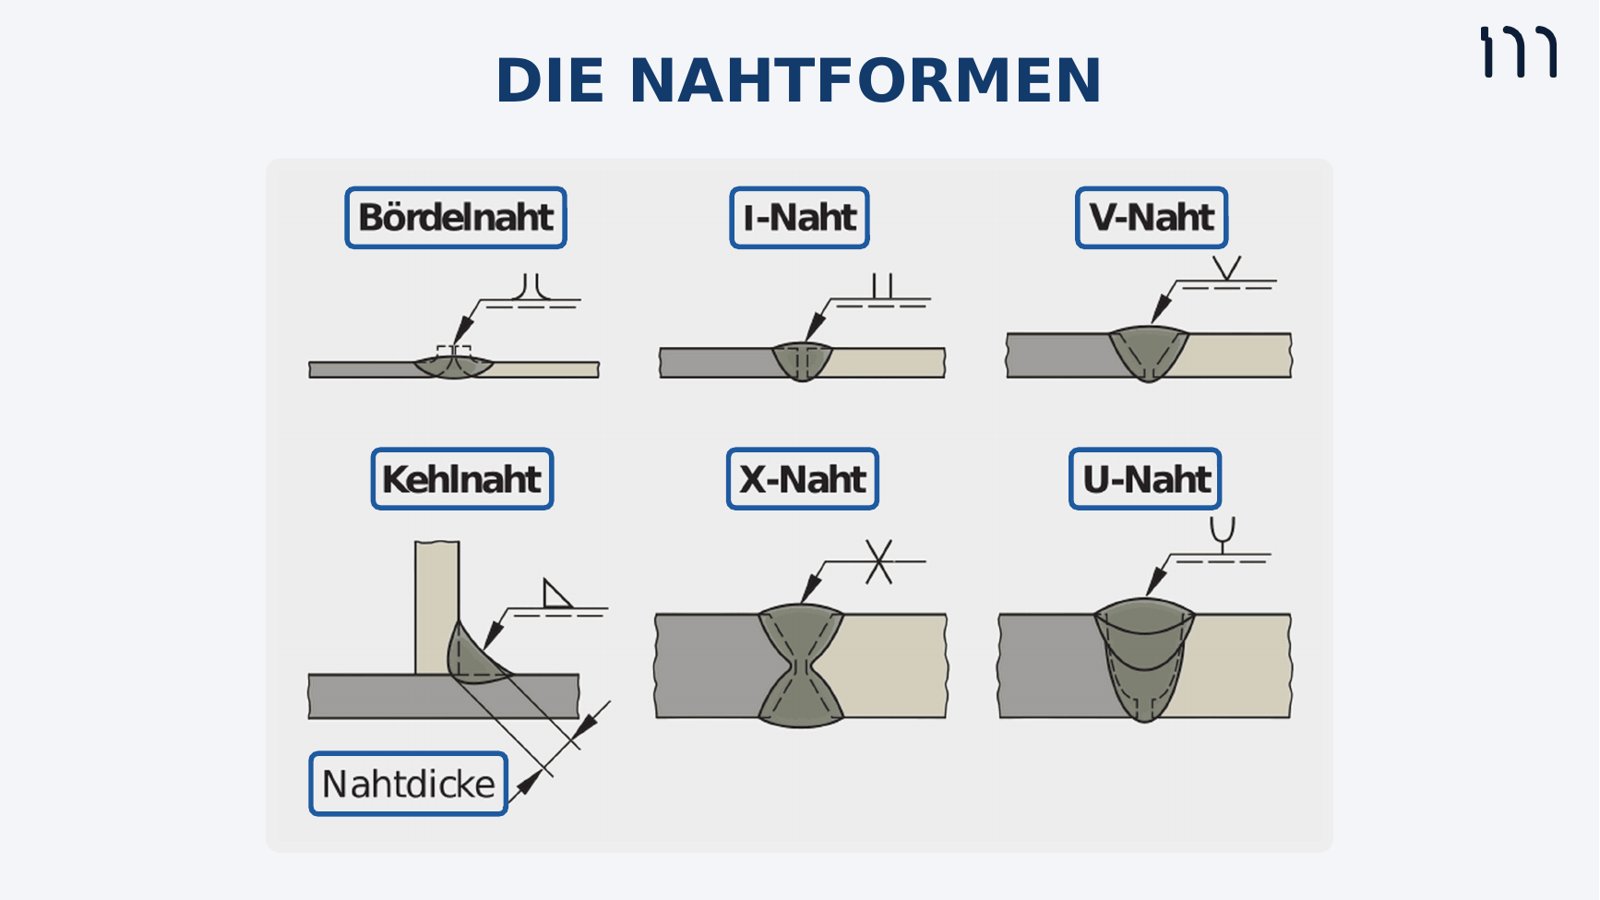 DIE NAHTFORMEN
Bördelnaht
I-Naht
V-Naht
Kehlnaht
X-Naht
U-Naht
Nahtdicke